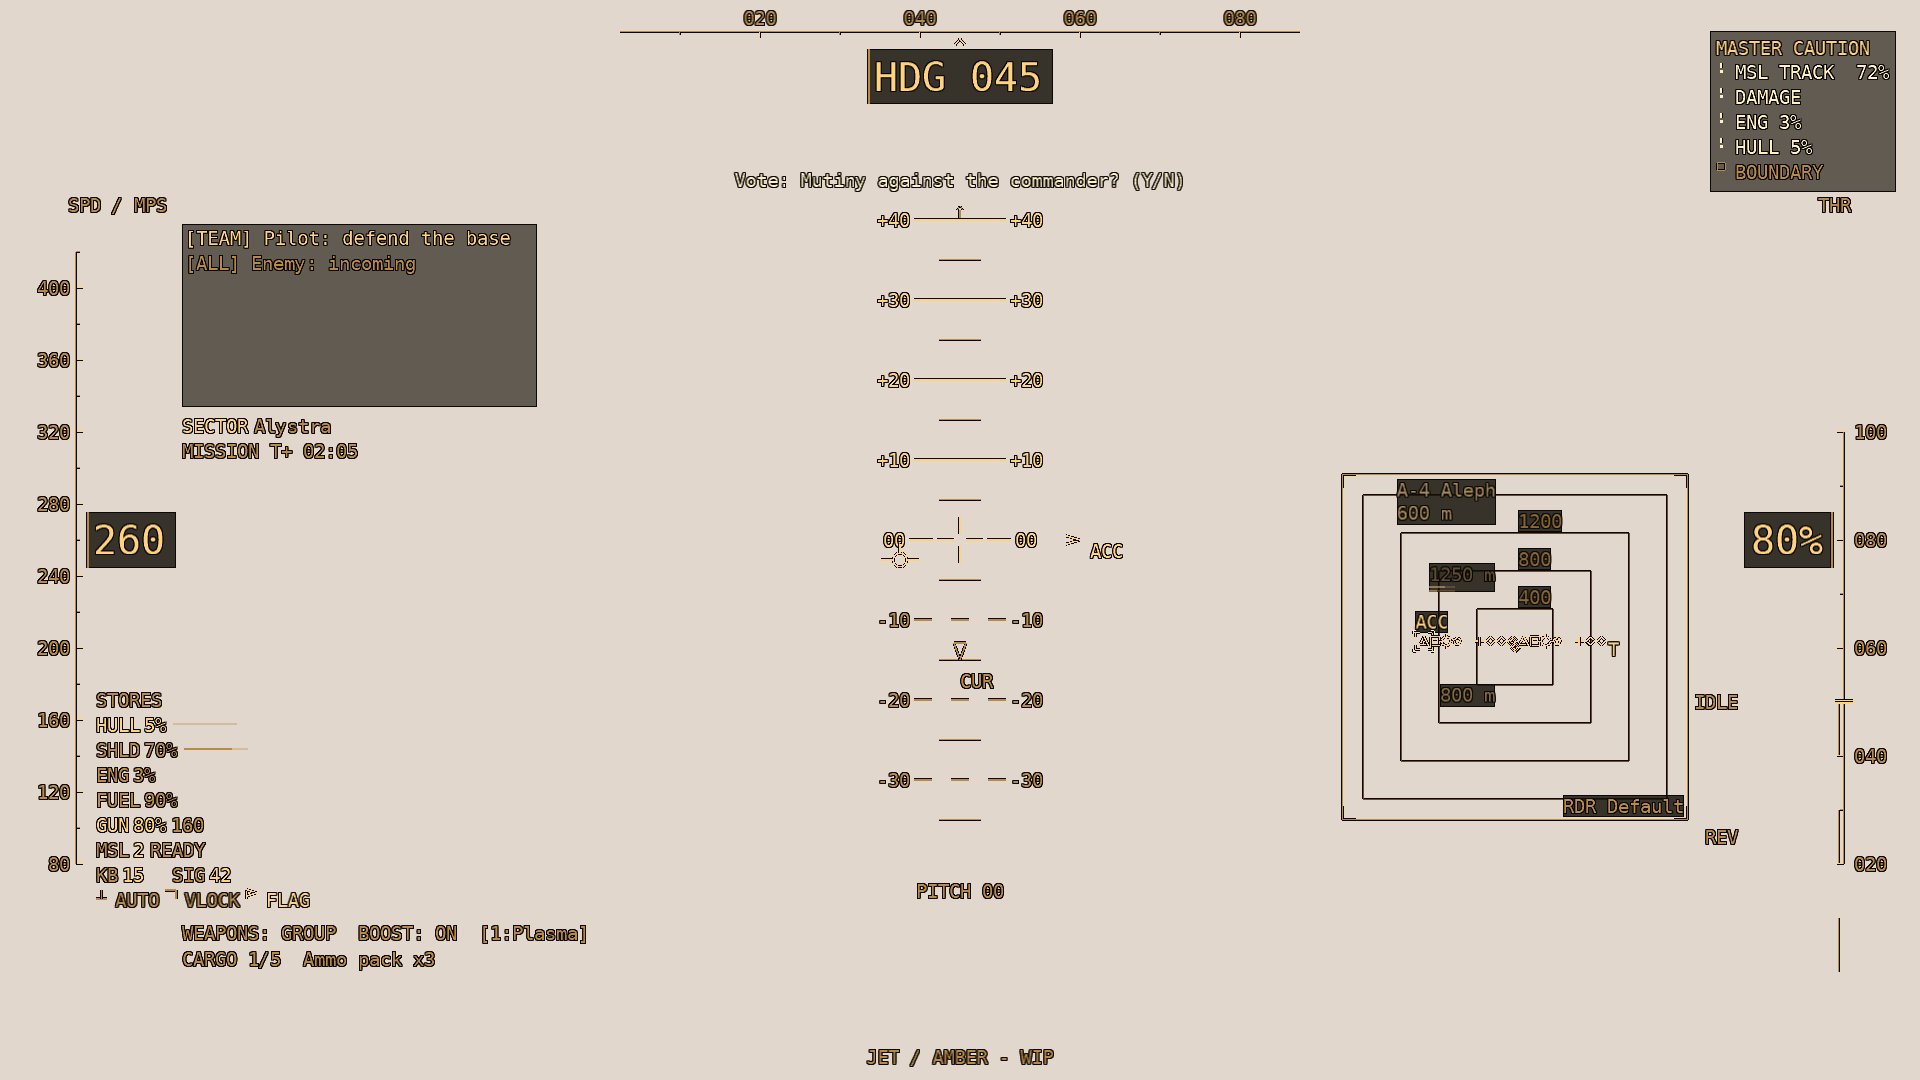 020 040 060 080
HDG 045
MASTER CAUTION
MSL TRACK 72%
DAMAGE
ENG 3%
HULL 5%
BOUNDARY
Vote: Mutiny against the commander? (Y/N)
SPD / MPS
THR
[TEAM] Pilot: defend the base
[ALL] Enemy: incoming
SECTOR Alystra
MISSION T+ 02:05
400
360
320
280
260
240
200
160
120
80
+40 +40
+30 +30
+20 +20
+10 +10
00 00
ACC
-10 -10
CUR
-20 -20
-30 -30
PITCH 00
A-4 Aleph
600 m
1200
800
1250 m
400
ACC
T
800 m
RDR Default
100
080
80%
060
IDLE
040
REV
020
STORES
HULL 5%
SHLD 70%
ENG 3%
FUEL 90%
GUN 80% 160
MSL 2 READY
KB 15 SIG 42
AUTO VLOCK FLAG
WEAPONS: GROUP BOOST: ON [1:Plasma]
CARGO 1/5 Ammo pack x3
JET / AMBER - WIP